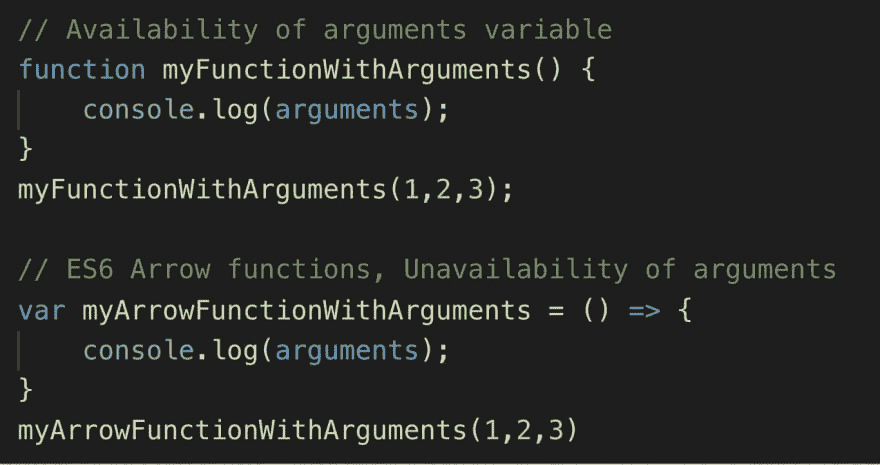 // Availability of arguments variable
function myFunctionWithArguments() {
    console.log(arguments);
}
myFunctionWithArguments(1,2,3);

// ES6 Arrow functions, Unavailability of arguments
var myArrowFunctionWithArguments = () => {
    console.log(arguments);
}
myArrowFunctionWithArguments(1,2,3)